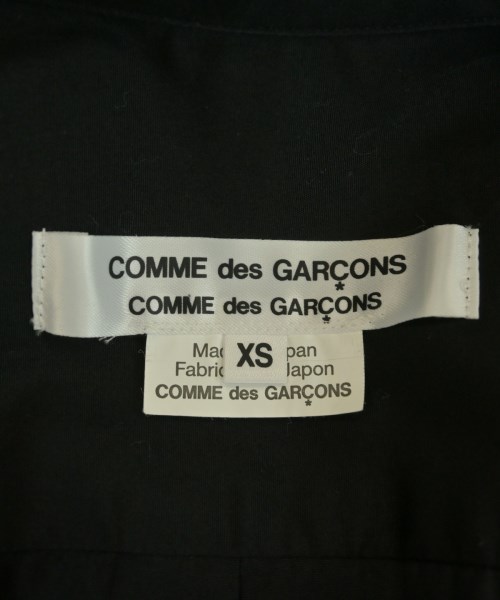 COMME des GARÇONS
COMME des GARÇONS
Mad XS pan
Fabric Japon
COMME des GARÇONS